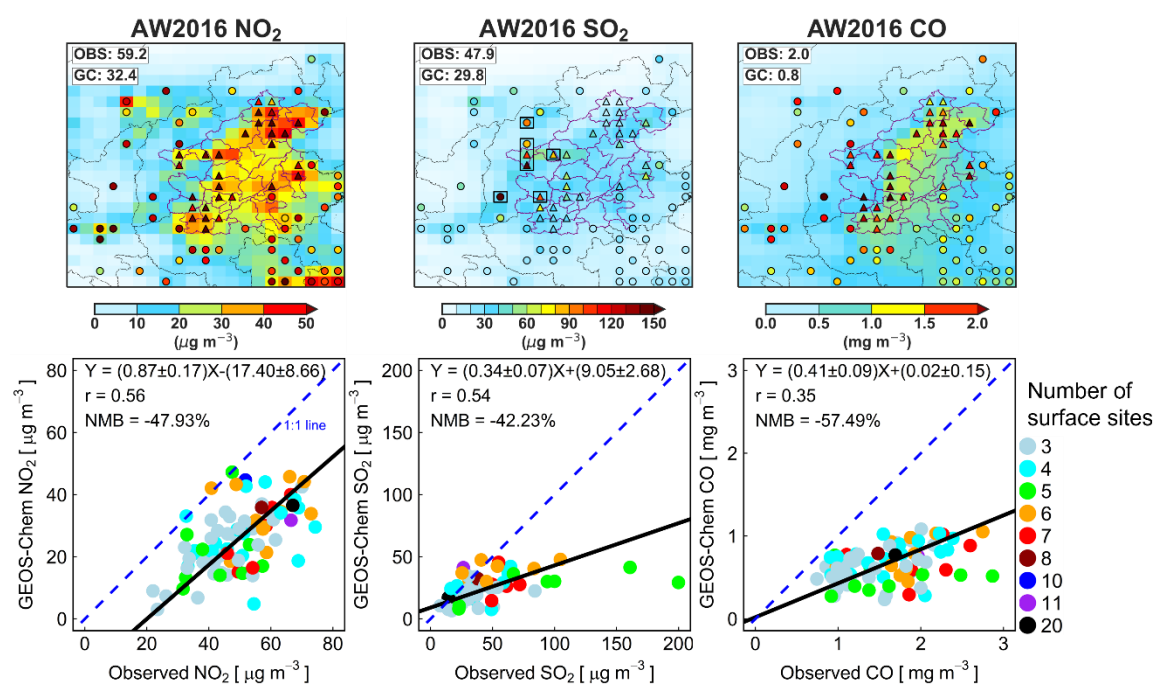 AW2016 NO₂
OBS: 59.2
GC: 32.4
0 10 20 30 40 50
(μg m⁻³)
AW2016 SO₂
OBS: 47.9
GC: 29.8
0 30 60 90 120 150
(μg m⁻³)
AW2016 CO
OBS: 2.0
GC: 0.8
0.0 0.5 1.0 1.5 2.0
(mg m⁻³)
Y = (0.87±0.17)X-(17.40±8.66)
r = 0.56
NMB = -47.93%
1:1 line
GEOS-Chem NO₂ [ μg m⁻³ ]
80
60
40
20
0
0 20 40 60 80
Observed NO₂ [ μg m⁻³ ]
Y = (0.34±0.07)X+(9.05±2.68)
r = 0.54
NMB = -42.23%
GEOS-Chem SO₂ [ μg m⁻³ ]
200
150
100
50
0
0 50 100 150 200
Observed SO₂ [ μg m⁻³ ]
Y = (0.41±0.09)X+(0.02±0.15)
r = 0.35
NMB = -57.49%
GEOS-Chem CO [ mg m⁻³ ]
3
2
1
0
0 1 2 3
Observed CO [ mg m⁻³ ]
Number of
surface sites
3
4
5
6
7
8
10
11
20